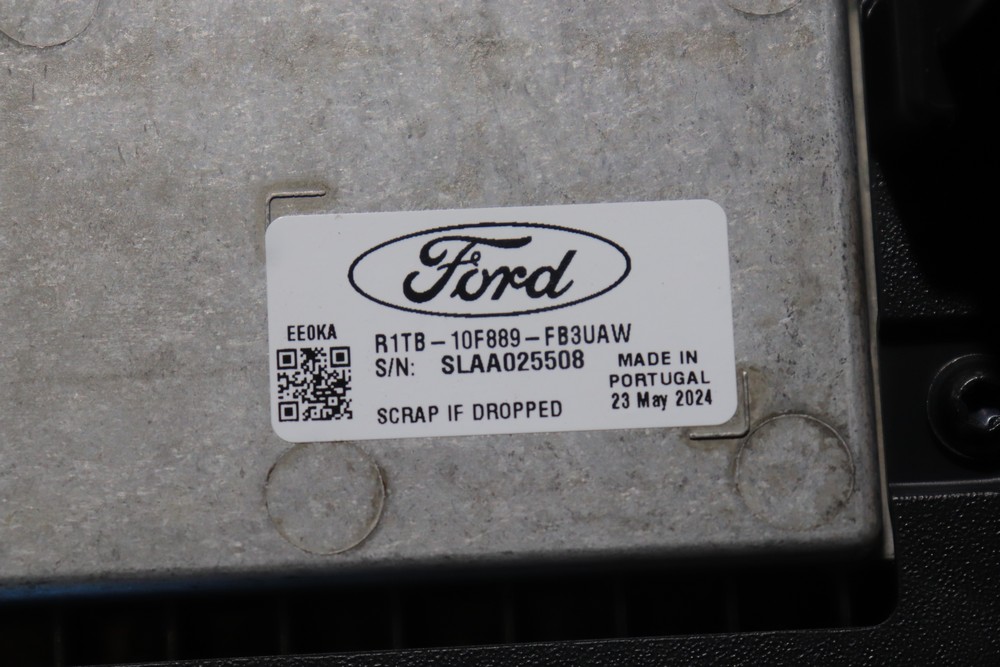 Ford
EE0KA
R1TB-10F889-FB3UAW
S/N: SLAA025508
MADE IN
PORTUGAL
SCRAP IF DROPPED
23 May 2024